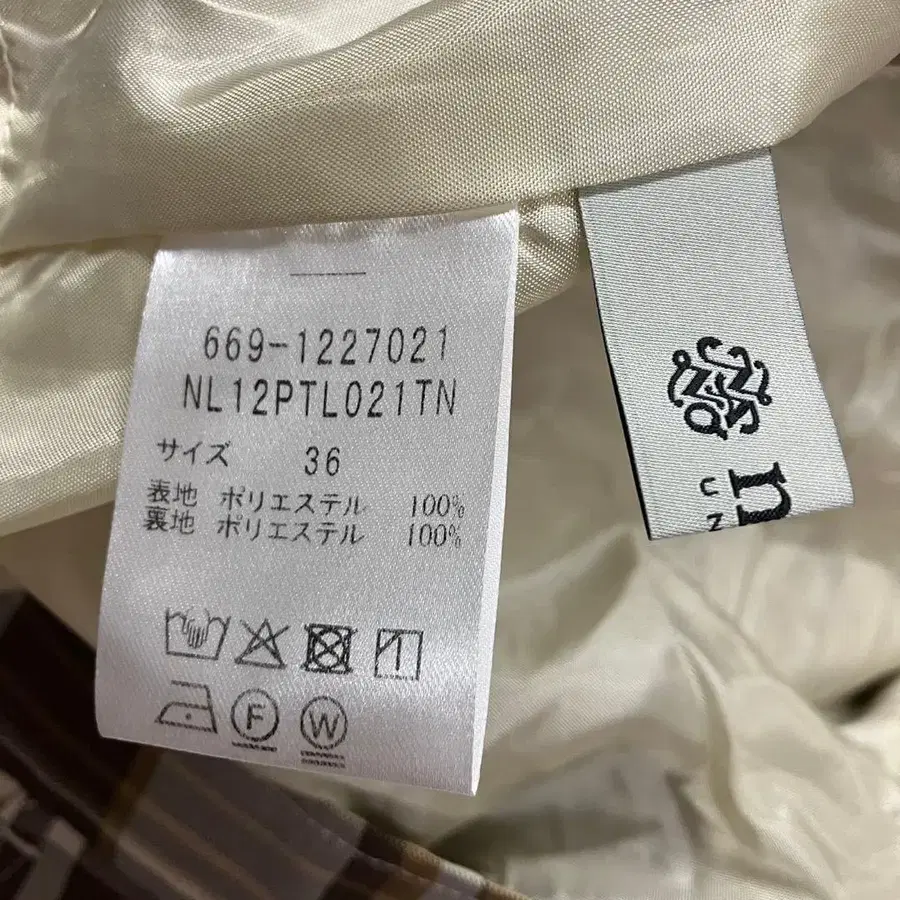 669-1227021
NL12PTL021TN
サイズ 36
表地 ポリエステル 100%
裏地 ポリエステル 100%
F
W
n